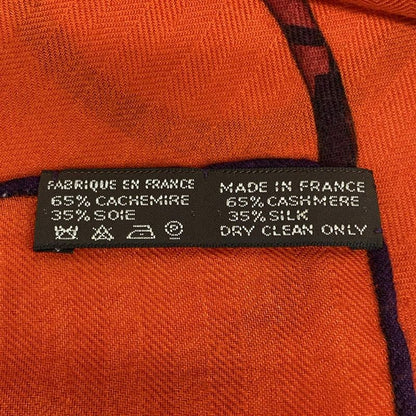 FABRIQUE EN FRANCE
65% CACHEMIRE
35% SOIE
MADE IN FRANCE
65% CASHMERE
35% SILK
DRY CLEAN ONLY